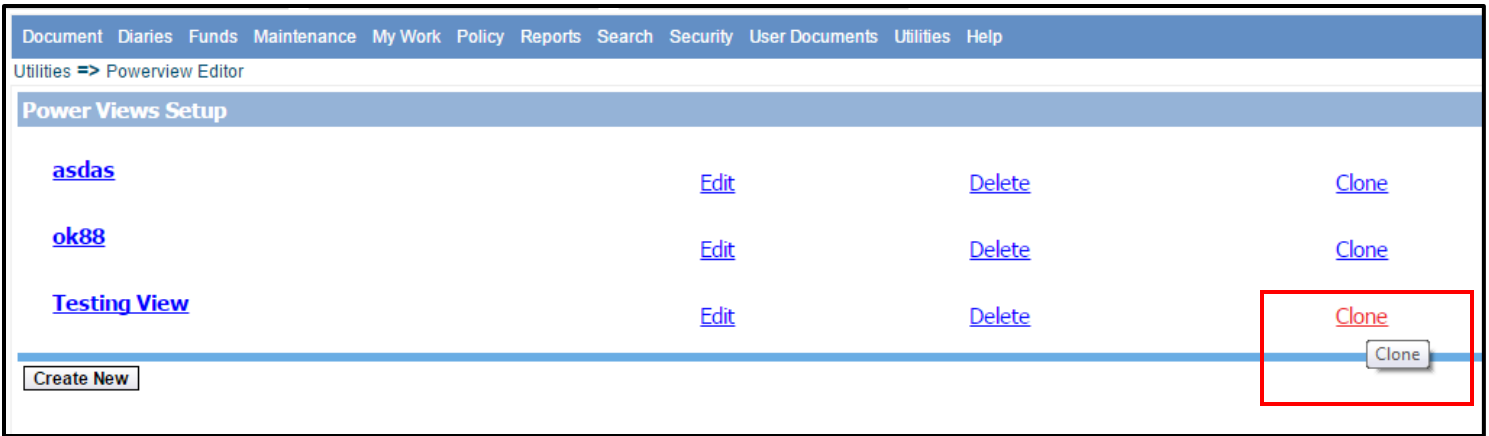 Document Diaries Funds Maintenance My Work Policy Reports Search Security User Documents Utilities Help
Utilities => Powerview Editor
Power Views Setup
asdas Edit Delete Clone
ok88 Edit Delete Clone
Testing View Edit Delete Clone
Clone
Create New